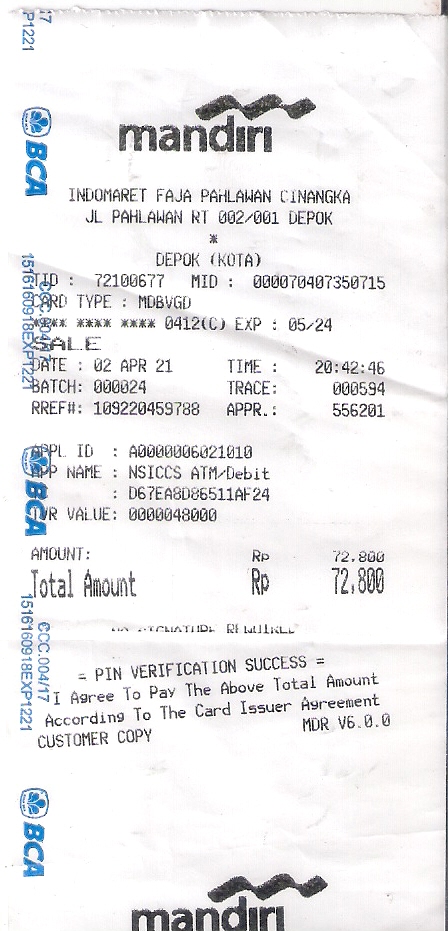 17
P1221
BCA
mandiri
INDOMARET FAJA PAHLAWAN CINANGKA
JL PAHLAWAN RT 002/001 DEPOK
*
DEPOK (KOTA)
TID : 72100677 MID : 000070407350715
CARD TYPE : MDBVGD
**** **** **** 0412(C) EXP : 05/24
SALE
CCC.004/17
1516160918EXP1221
DATE : 02 APR 21 TIME : 20:42:46
BATCH: 000024 TRACE: 000594
RREF#: 109220459788 APPR.: 556201
APPL ID : A0000006021010
APP NAME : NSICCS ATM/Debit
: D67EA8D86511AF24
TVR VALUE: 0000048000
BCA
AMOUNT: Rp 72,800
Total Amount Rp 72,800
NO SIGNATURE REQUIRED
CCC.004/17
1516160918EXP1221
= PIN VERIFICATION SUCCESS =
I Agree To Pay The Above Total Amount
According To The Card Issuer Agreement
CUSTOMER COPY MDR V6.0.0
BCA
mandiri